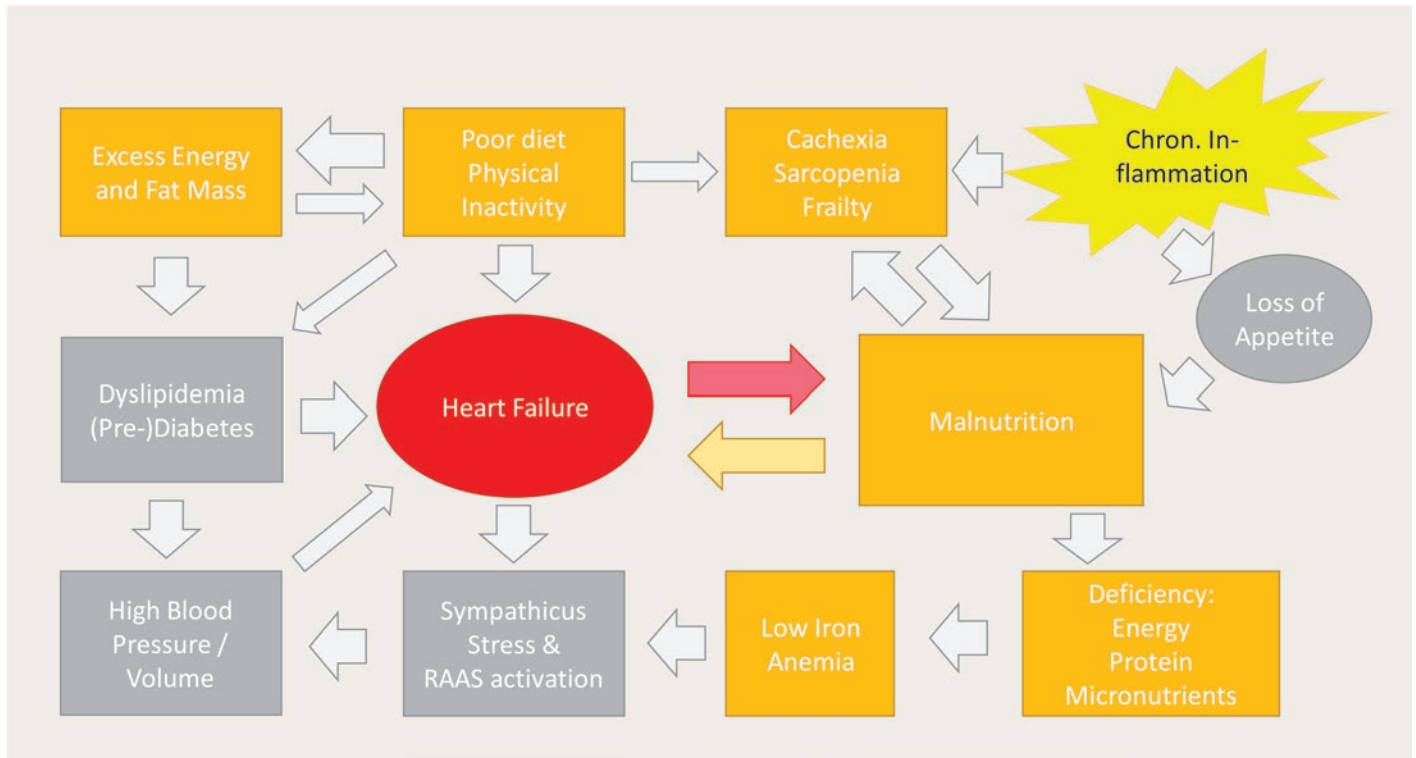 Excess Energy
and Fat Mass
Poor diet
Physical
Inactivity
Cachexia
Sarcopenia
Frailty
Chron. In-
flammation
Loss of
Appetite
Dyslipidemia
(Pre-)Diabetes
Heart Failure
Malnutrition
High Blood
Pressure /
Volume
Sympathicus
Stress &
RAAS activation
Low Iron
Anemia
Deficiency:
Energy
Protein
Micronutrients